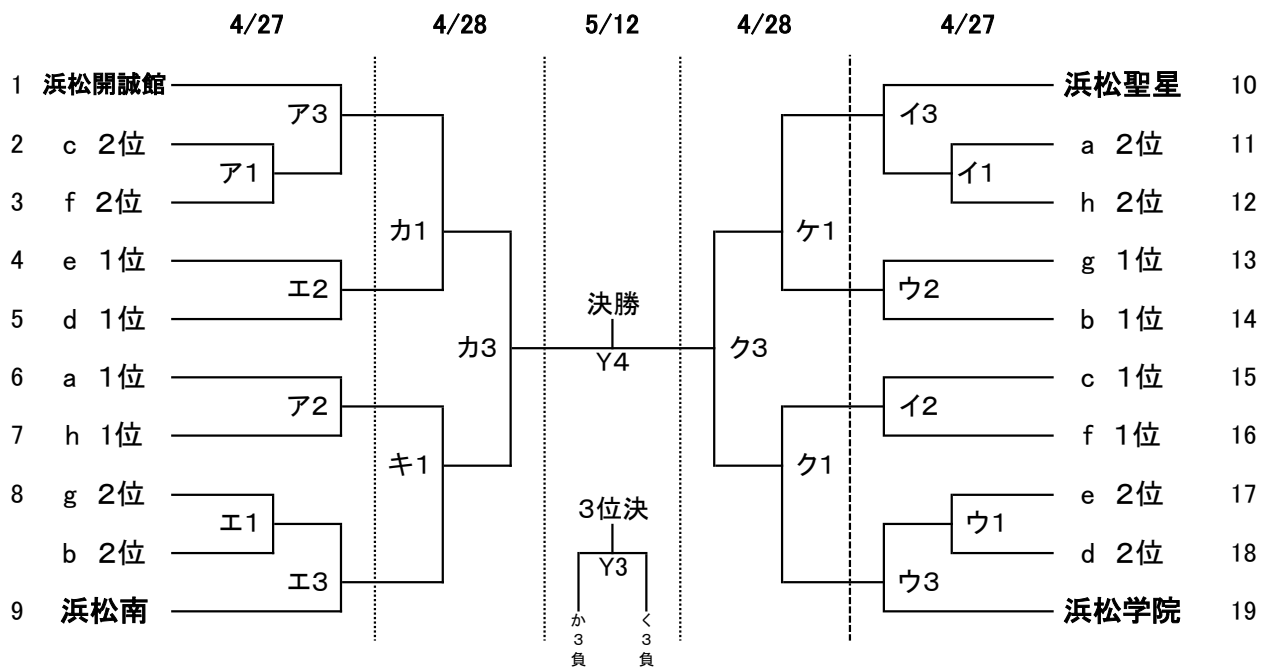 4/27 4/28 5/12 4/28 4/27
1 浜松開誠館 浜松聖星 10
ア3 イ3
2 c 2位 a 2位 11
ア1 イ1
3 f 2位 h 2位 12
カ1 ケ1
4 e 1位 g 1位 13
エ2 ウ2
決勝
5 d 1位 b 1位 14
カ3 Y4 ク3
6 a 1位 c 1位 15
ア2 イ2
7 h 1位 f 1位 16
キ1 ク1
8 g 2位 e 2位 17
3位決
エ1 ウ1
b 2位 d 2位 18
Y3
エ3 ウ3
9 浜松南 浜松学院 19
か3負 く3負